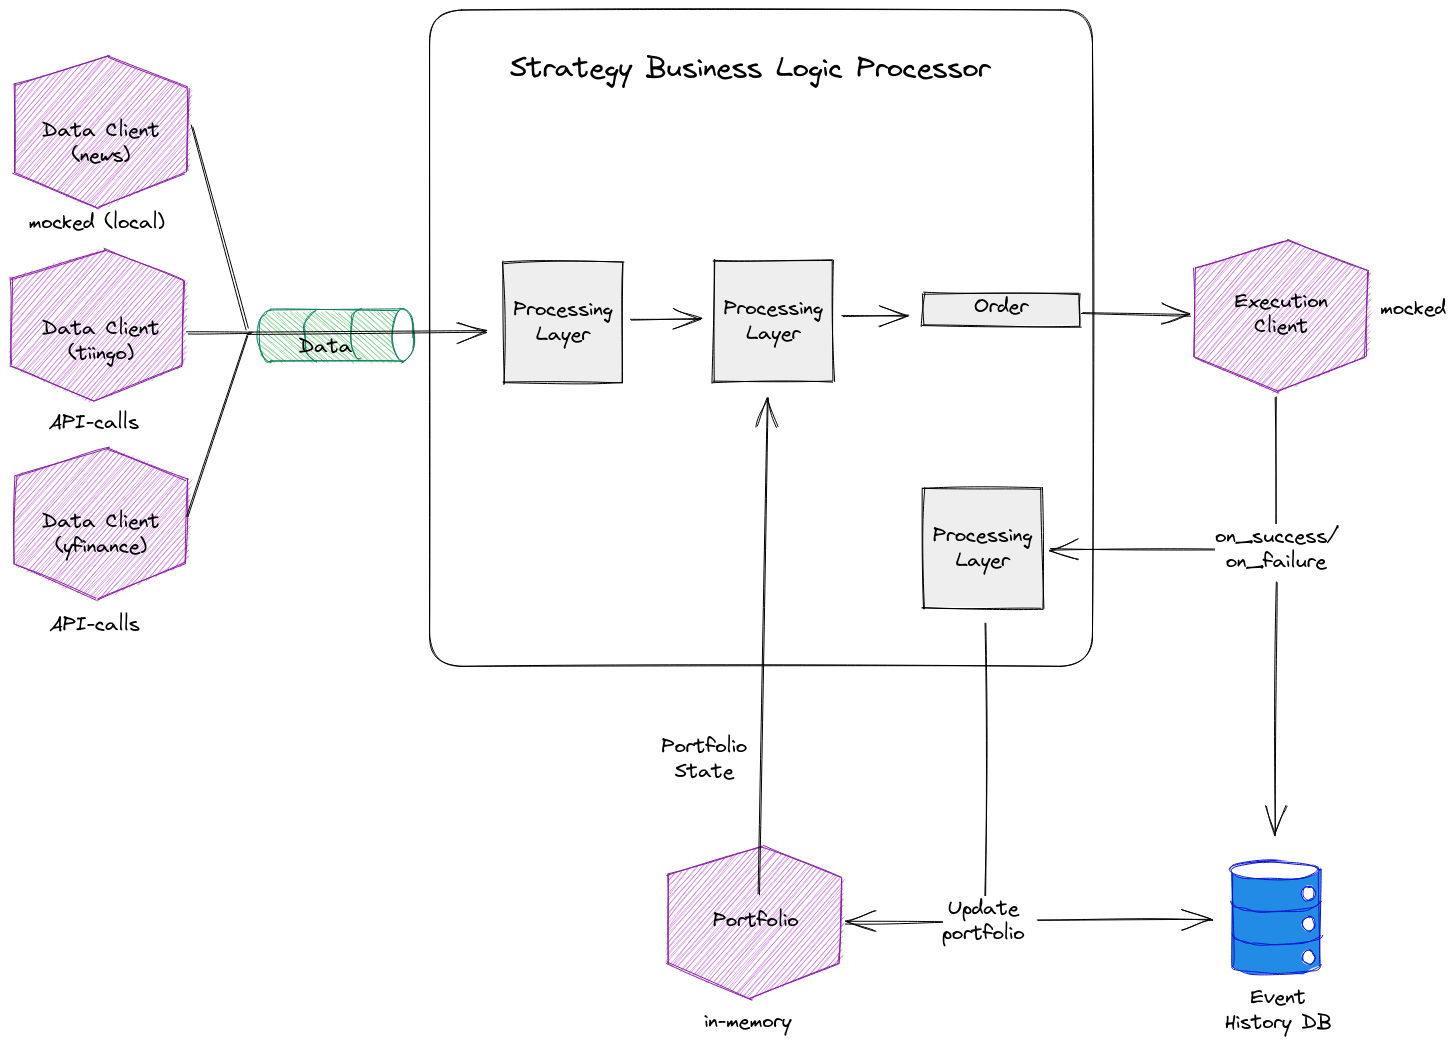 Strategy Business Logic Processor
Data Client
(news)
mocked (local)
Data Client
(tiingo)
API-calls
Data Client
(yfinance)
API-calls
Data
Processing
Layer
Processing
Layer
Order
Execution
Client
mocked
Processing
Layer
on_success/
on_failure
Portfolio
State
Portfolio
in-memory
Update
portfolio
Event
History DB